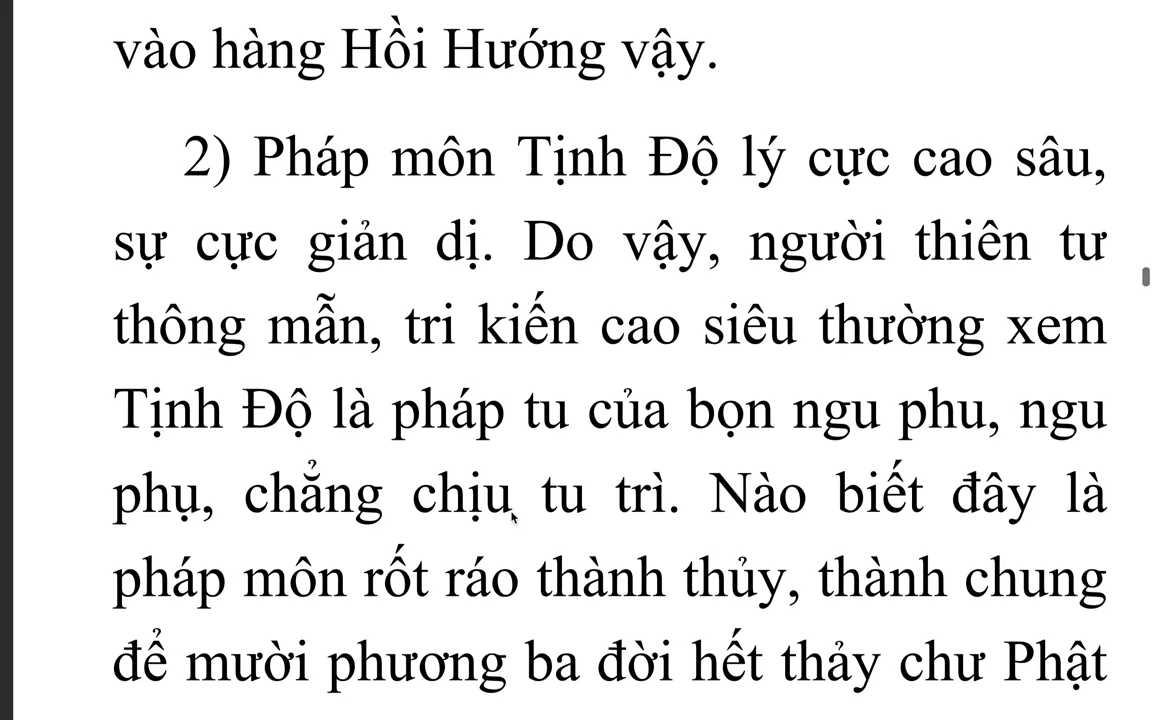 vào hàng Hồi Hướng vậy.
2) Pháp môn Tịnh Độ lý cực cao sâu,
sự cực giản dị. Do vậy, người thiên tư
thông mẫn, tri kiến cao siêu thường xem
Tịnh Độ là pháp tu của bọn ngu phu, ngu
phụ, chẳng chịu tu trì. Nào biết đây là
pháp môn rốt ráo thành thủy, thành chung
để mười phương ba đời hết thảy chư Phật